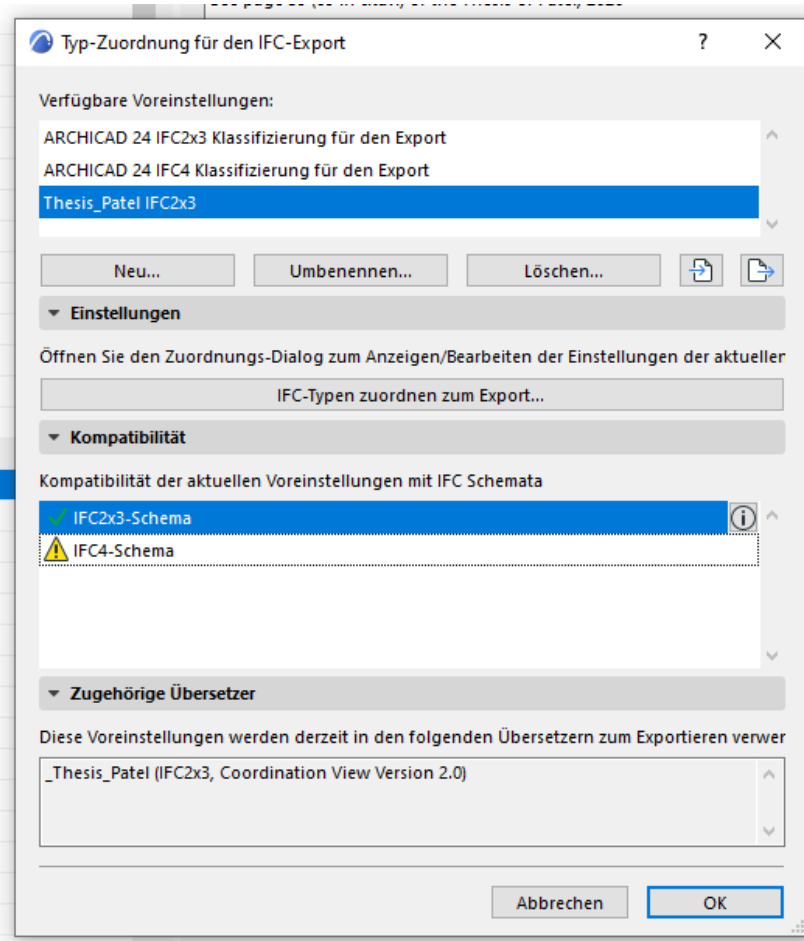 Typ-Zuordnung für den IFC-Export
?
Verfügbare Voreinstellungen:
ARCHICAD 24 IFC2x3 Klassifizierung für den Export
ARCHICAD 24 IFC4 Klassifizierung für den Export
Thesis_Patel IFC2x3
Neu...
Umbenennen...
Löschen...
Einstellungen
Öffnen Sie den Zuordnungs-Dialog zum Anzeigen/Bearbeiten der Einstellungen der aktuellen
IFC-Typen zuordnen zum Export...
Kompatibilität
Kompatibilität der aktuellen Voreinstellungen mit IFC Schemata
IFC2x3-Schema
IFC4-Schema
Zugehörige Übersetzer
Diese Voreinstellungen werden derzeit in den folgenden Übersetzern zum Exportieren verwer
_Thesis_Patel (IFC2x3, Coordination View Version 2.0)
Abbrechen
OK